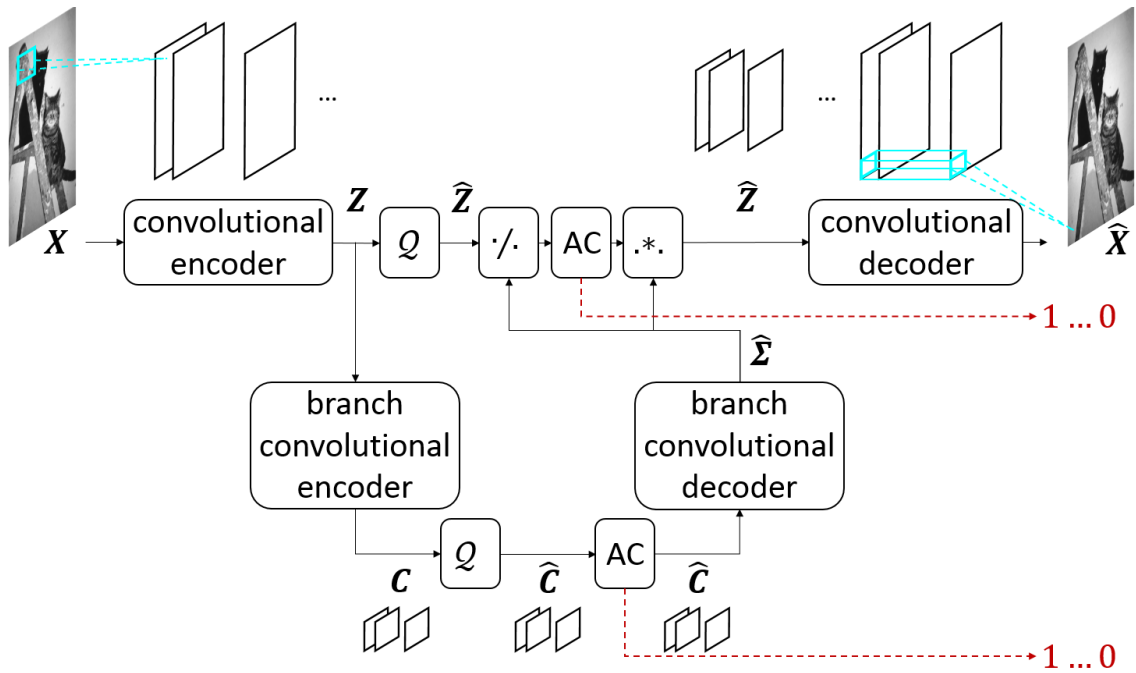 ...
...
X
convolutional
encoder
Z
𝒬
Ẑ
·/·
AC
.*.
Ẑ
convolutional
decoder
X̂
1 ... 0
Σ̂
branch
convolutional
encoder
branch
convolutional
decoder
C
𝒬
Ĉ
AC
Ĉ
1 ... 0